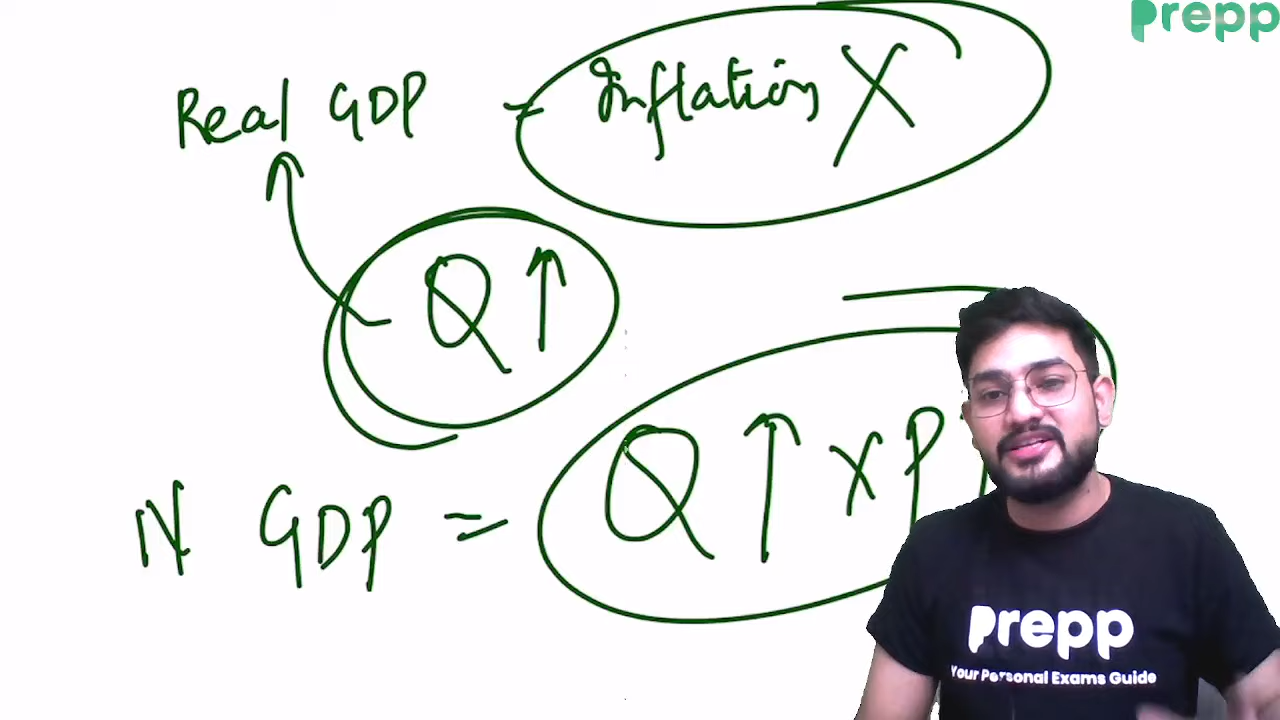 prepp
Real GDP = Inflation X
Q ↑
N GDP = Q ↑ X P
prepp
Your Personal Exams Guide